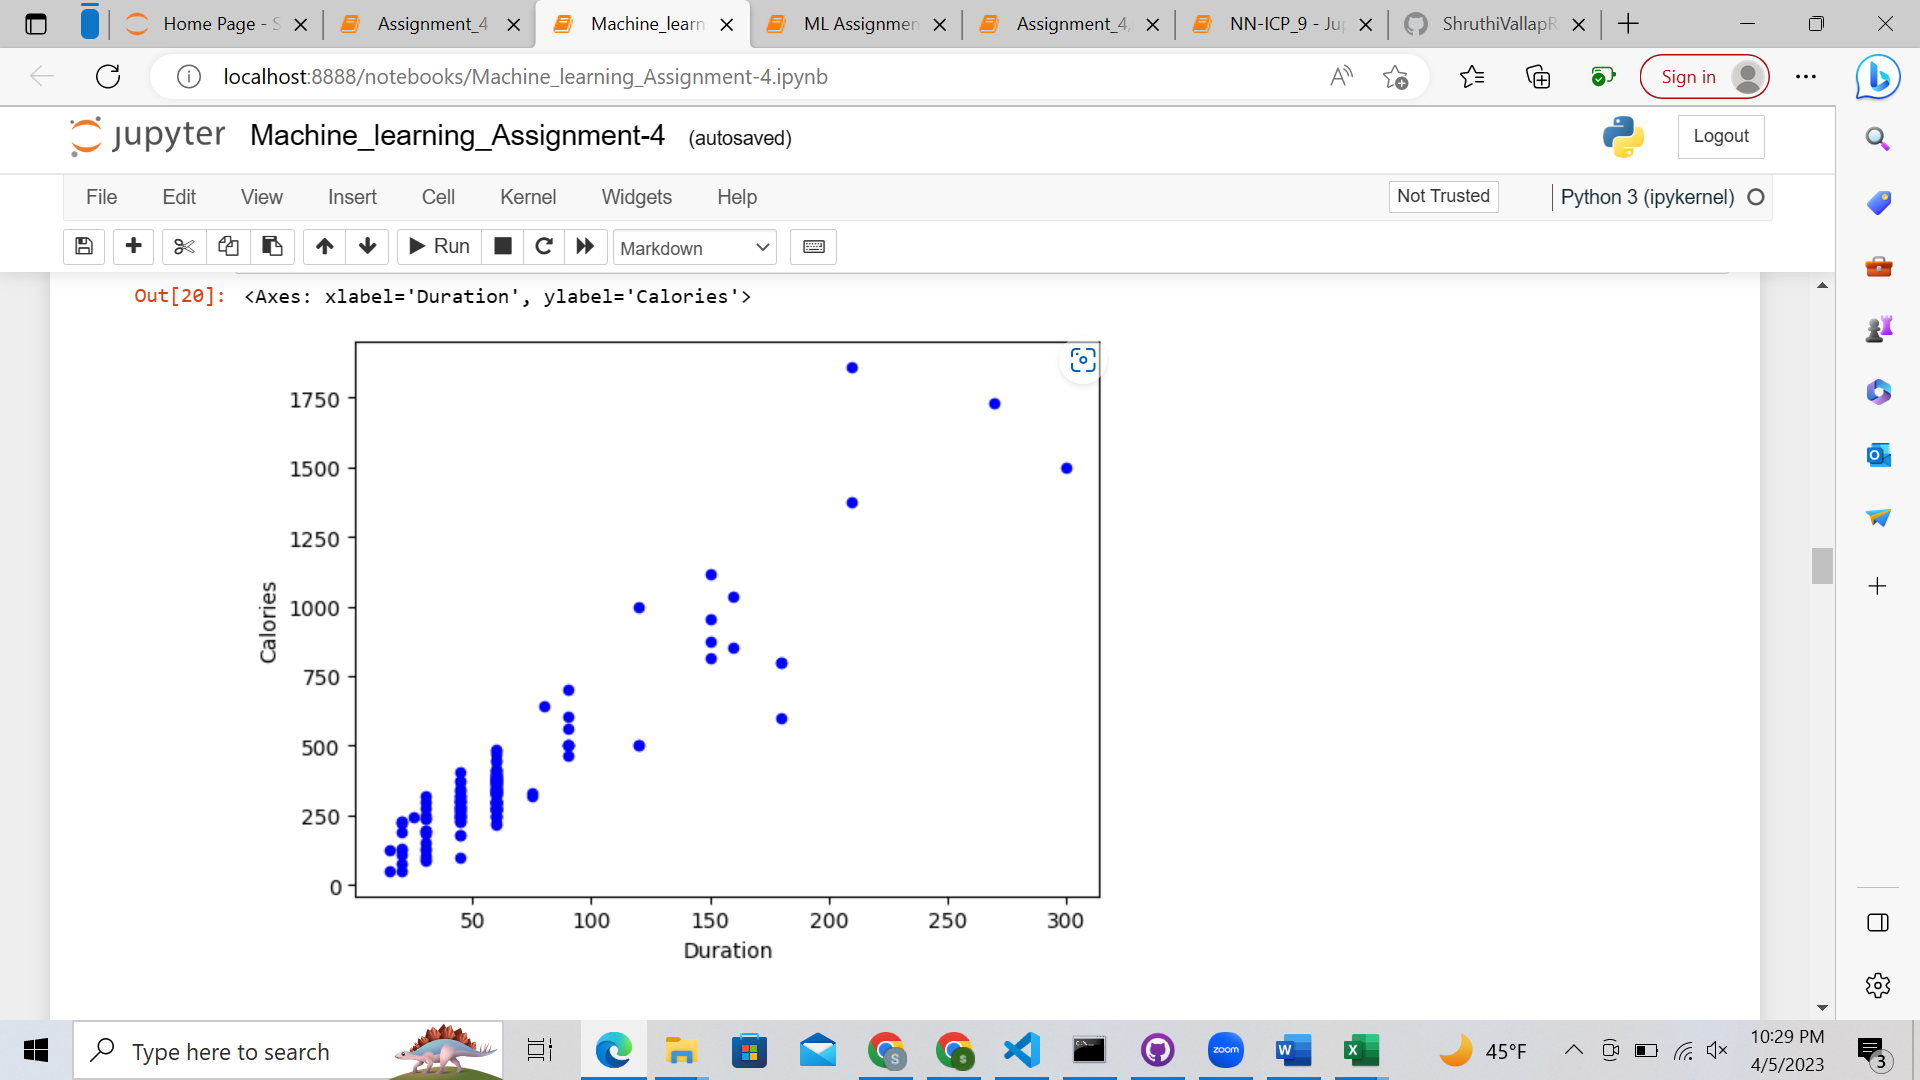 Home Page - S
Assignment_4
Machine_learn
ML Assignmen
Assignment_4,
NN-ICP_9 - Ju
ShruthiVallapR
localhost:8888/notebooks/Machine_learning_Assignment-4.ipynb
Sign in
jupyter Machine_learning_Assignment-4 (autosaved)
Logout
File Edit View Insert Cell Kernel Widgets Help
Not Trusted
Python 3 (ipykernel)
Run
Markdown
Out[20]: <Axes: xlabel='Duration', ylabel='Calories'>
1750
1500
1250
1000
750
500
250
0
Calories
50 100 150 200 250 300
Duration
Type here to search
S
s
zoom
W
X
45°F
10:29 PM
4/5/2023
3